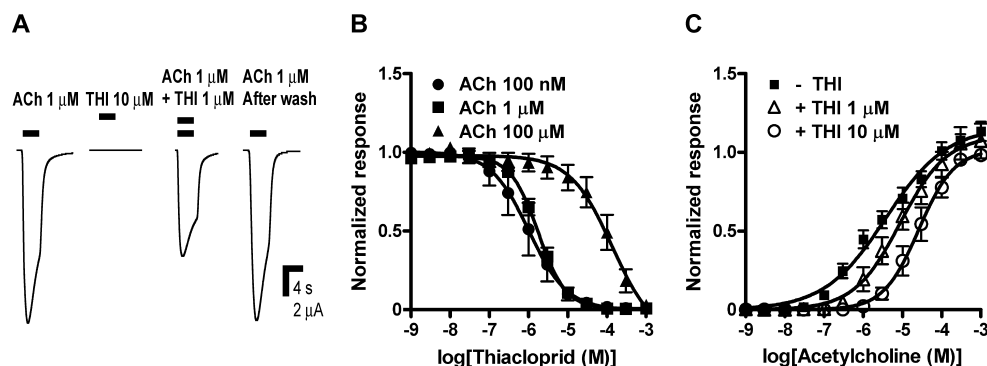 A
ACh 1 μM
THI 10 μM
ACh 1 μM
+ THI 1 μM
ACh 1 μM
After wash
4 s
2 μA
B
ACh 100 nM
ACh 1 μM
ACh 100 μM
Normalized response
1.5
1.0
0.5
0
-9 -8 -7 -6 -5 -4 -3
log[Thiacloprid (M)]
C
- THI
+ THI 1 μM
+ THI 10 μM
Normalized response
1.5
1.0
0.5
0
-9 -8 -7 -6 -5 -4 -3
log[Acetylcholine (M)]